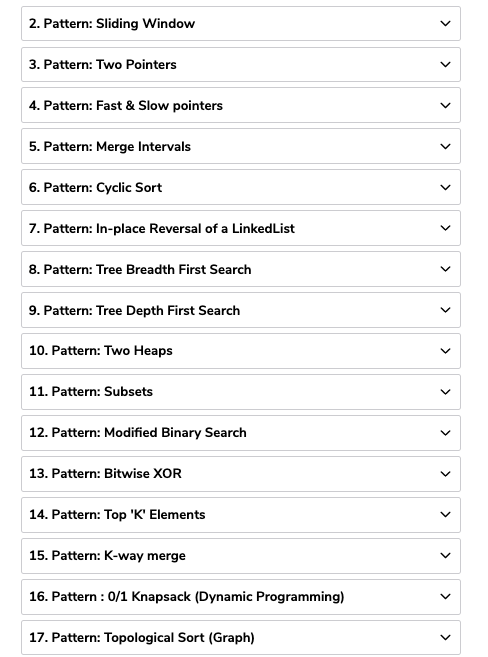 2. Pattern: Sliding Window
3. Pattern: Two Pointers
4. Pattern: Fast & Slow pointers
5. Pattern: Merge Intervals
6. Pattern: Cyclic Sort
7. Pattern: In-place Reversal of a LinkedList
8. Pattern: Tree Breadth First Search
9. Pattern: Tree Depth First Search
10. Pattern: Two Heaps
11. Pattern: Subsets
12. Pattern: Modified Binary Search
13. Pattern: Bitwise XOR
14. Pattern: Top 'K' Elements
15. Pattern: K-way merge
16. Pattern : 0/1 Knapsack (Dynamic Programming)
17. Pattern: Topological Sort (Graph)